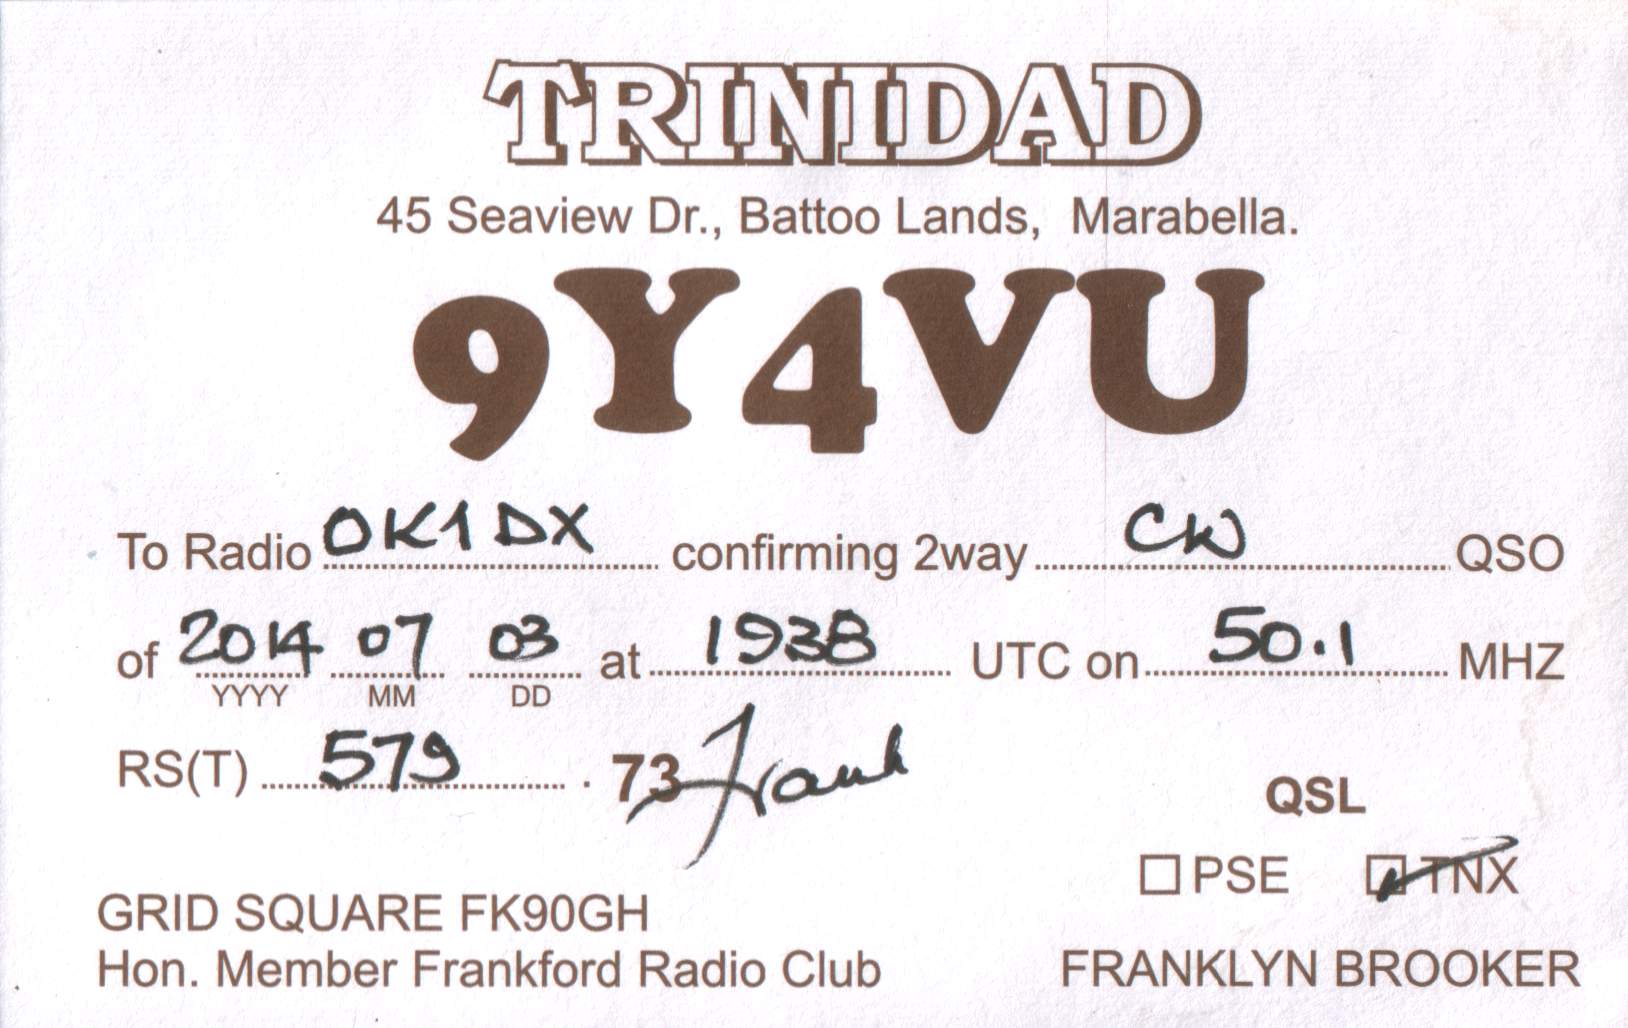 TRINIDAD
45 Seaview Dr., Battoo Lands, Marabella.
9Y4VU
To Radio OK1DX confirming 2way CW QSO
of 2014 07 03 at 1938 UTC on 50.1 MHZ
YYYY MM DD
RS(T) 579 . 73 Frank
QSL
PSE TNX
GRID SQUARE FK90GH
Hon. Member Frankford Radio Club
FRANKLYN BROOKER